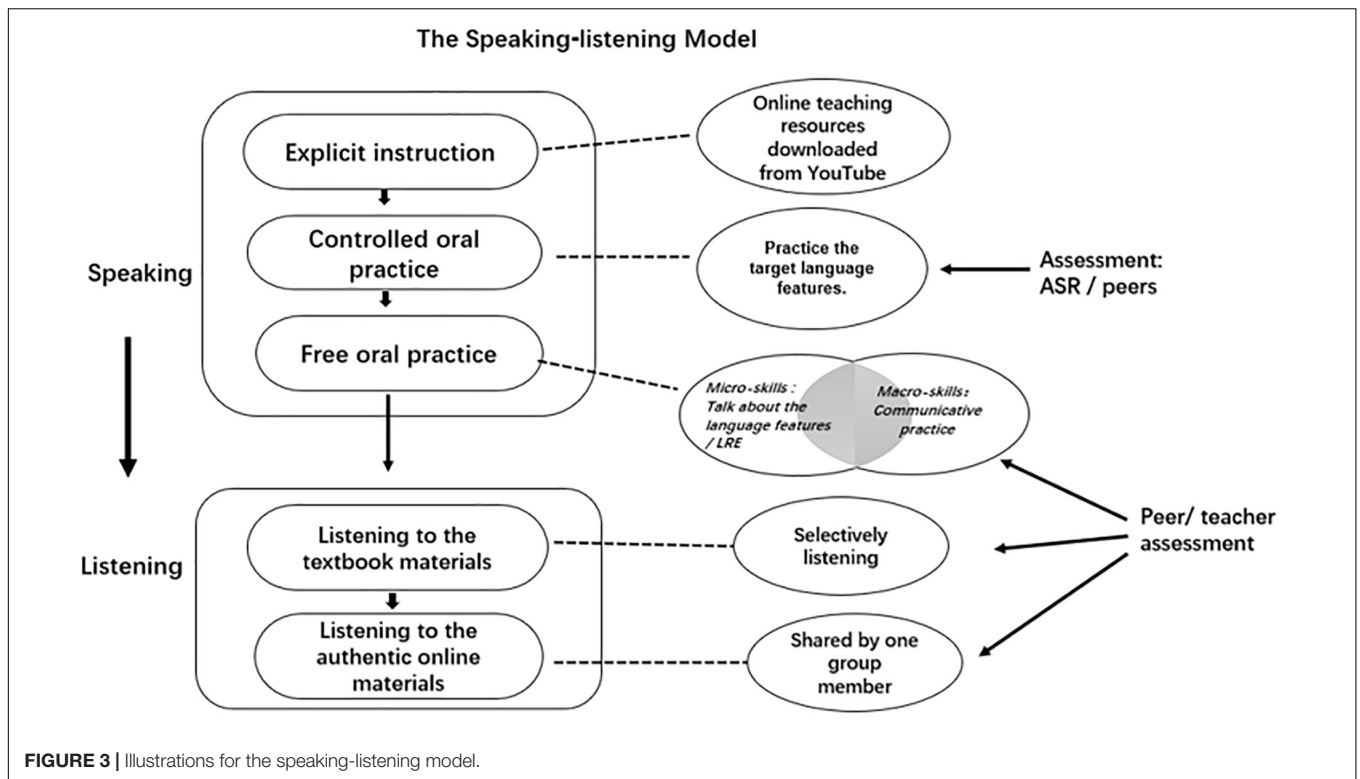 The Speaking-listening Model
Speaking
Explicit instruction
Controlled oral
practice
Free oral practice
Online teaching
resources
downloaded
from YouTube
Practice the
target language
features.
Assessment:
ASR / peers
Micro-skills :
Talk about the
language features
/ LRE
Macro-skills:
Communicative
practice
Listening
Listening to the
textbook materials
Listening to the
authentic online
materials
Selectively
listening
Shared by one
group
member
Peer/ teacher
assessment
FIGURE 3 | Illustrations for the speaking-listening model.